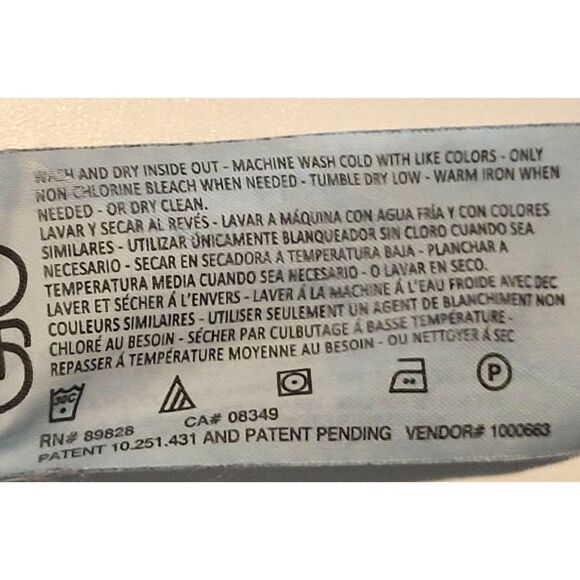 WASH AND DRY INSIDE OUT - MACHINE WASH COLD WITH LIKE COLORS - ONLY
NON CHLORINE BLEACH WHEN NEEDED - TUMBLE DRY LOW - WARM IRON WHEN
NEEDED - OR DRY CLEAN.
LAVAR Y SECAR AL REVÉS - LAVAR A MÁQUINA CON AGUA FRÍA Y CON COLORES
SIMILARES - UTILIZAR ÚNICAMENTE BLANQUEADOR SIN CLORO CUANDO SEA
NECESARIO - SECAR EN SECADORA A TEMPERATURA BAJA - PLANCHAR A
TEMPERATURA MEDIA CUANDO SEA NECESARIO - O LAVAR EN SECO.
LAVER ET SÉCHER Á L'ENVERS - LAVER Á LA MACHINE Á L'EAU FROIDE AVEC DEC
COULEURS SIMILAIRES - UTILISER SEULEMENT UN AGENT DE BLANCHIMENT NON
CHLORÉ AU BESOIN - SÉCHER PAR CULBUTAGE Á BASSE TEMPÉRATURE -
REPASSER Á TEMPÉRATURE MOYENNE AU BESOIN - OU NETTOYER Á SEC
30C P
RN# 89828 CA# 08349
PATENT 10.251.431 AND PATENT PENDING VENDOR# 1000663